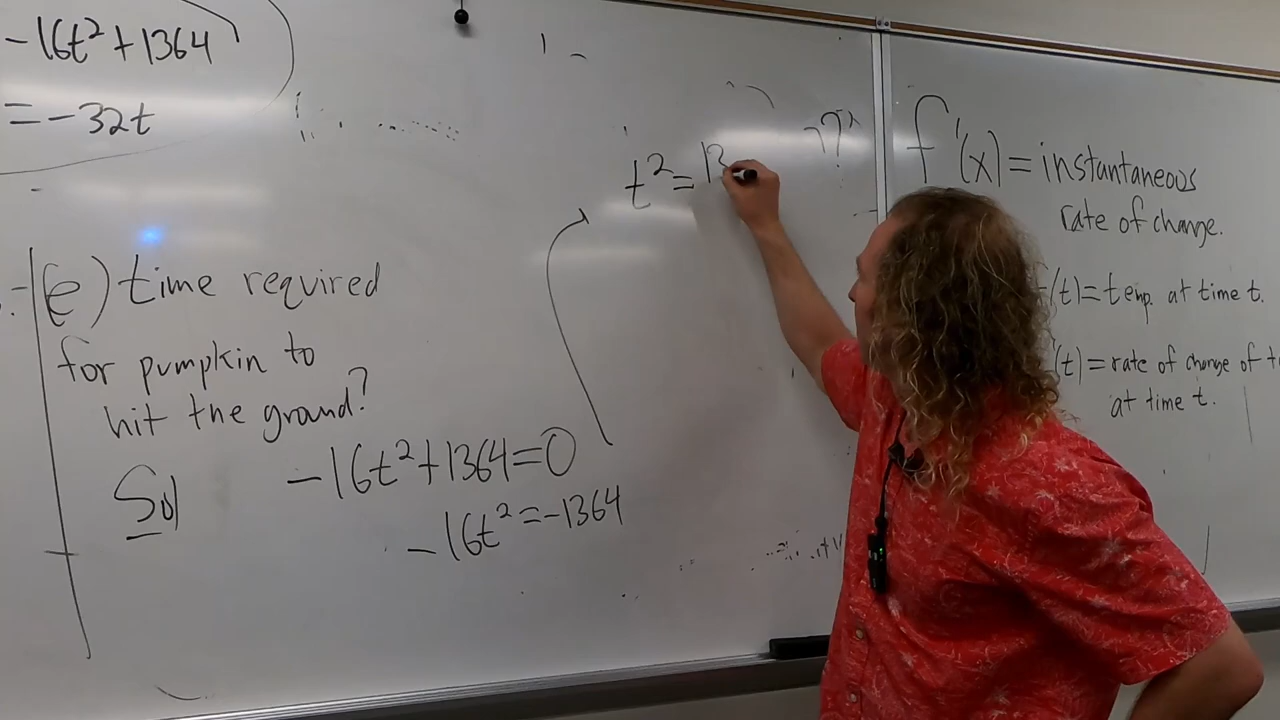 -16t²+1364
=-32t
(e) time required
for pumpkin to
hit the ground?
Sol
-16t²+1364=0
-16t²=-1364
t²=13
f'(x)=instantaneous
rate of change.
(t)=temp. at time t.
'(t)=rate of change of
at time t.